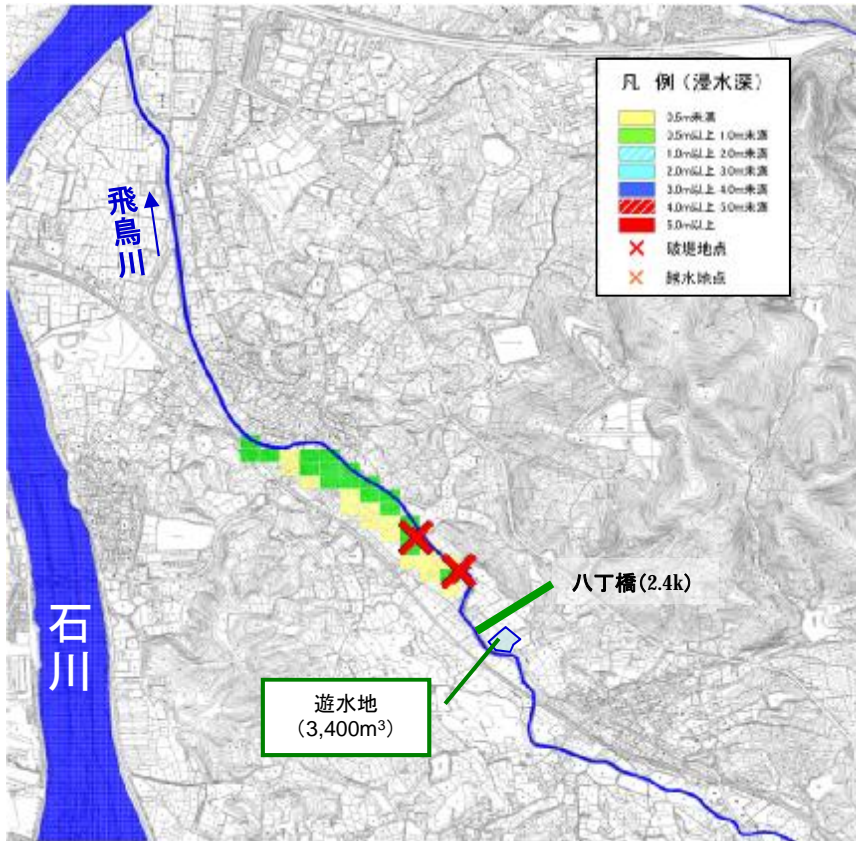 凡 例 (浸水深)
0.5m未満
0.5m以上 1.0m未満
1.0m以上 2.0m未満
2.0m以上 3.0m未満
3.0m以上 4.0m未満
4.0m以上 5.0m未満
5.0m以上
破堤地点
越水地点
飛鳥川
八丁橋(2.4k)
石川
遊水地
(3,400m³)